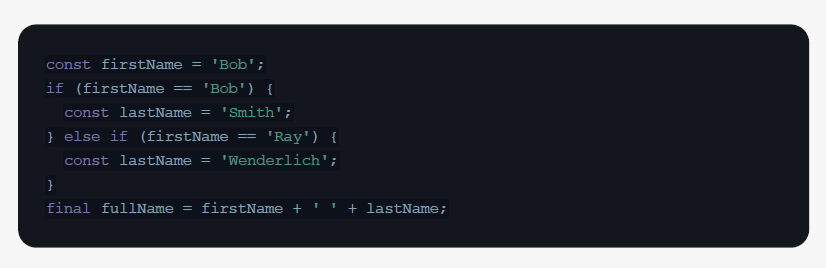 const firstName = 'Bob';
if (firstName == 'Bob') {
  const lastName = 'Smith';
} else if (firstName == 'Ray') {
  const lastName = 'Wenderlich';
}
final fullName = firstName + ' ' + lastName;